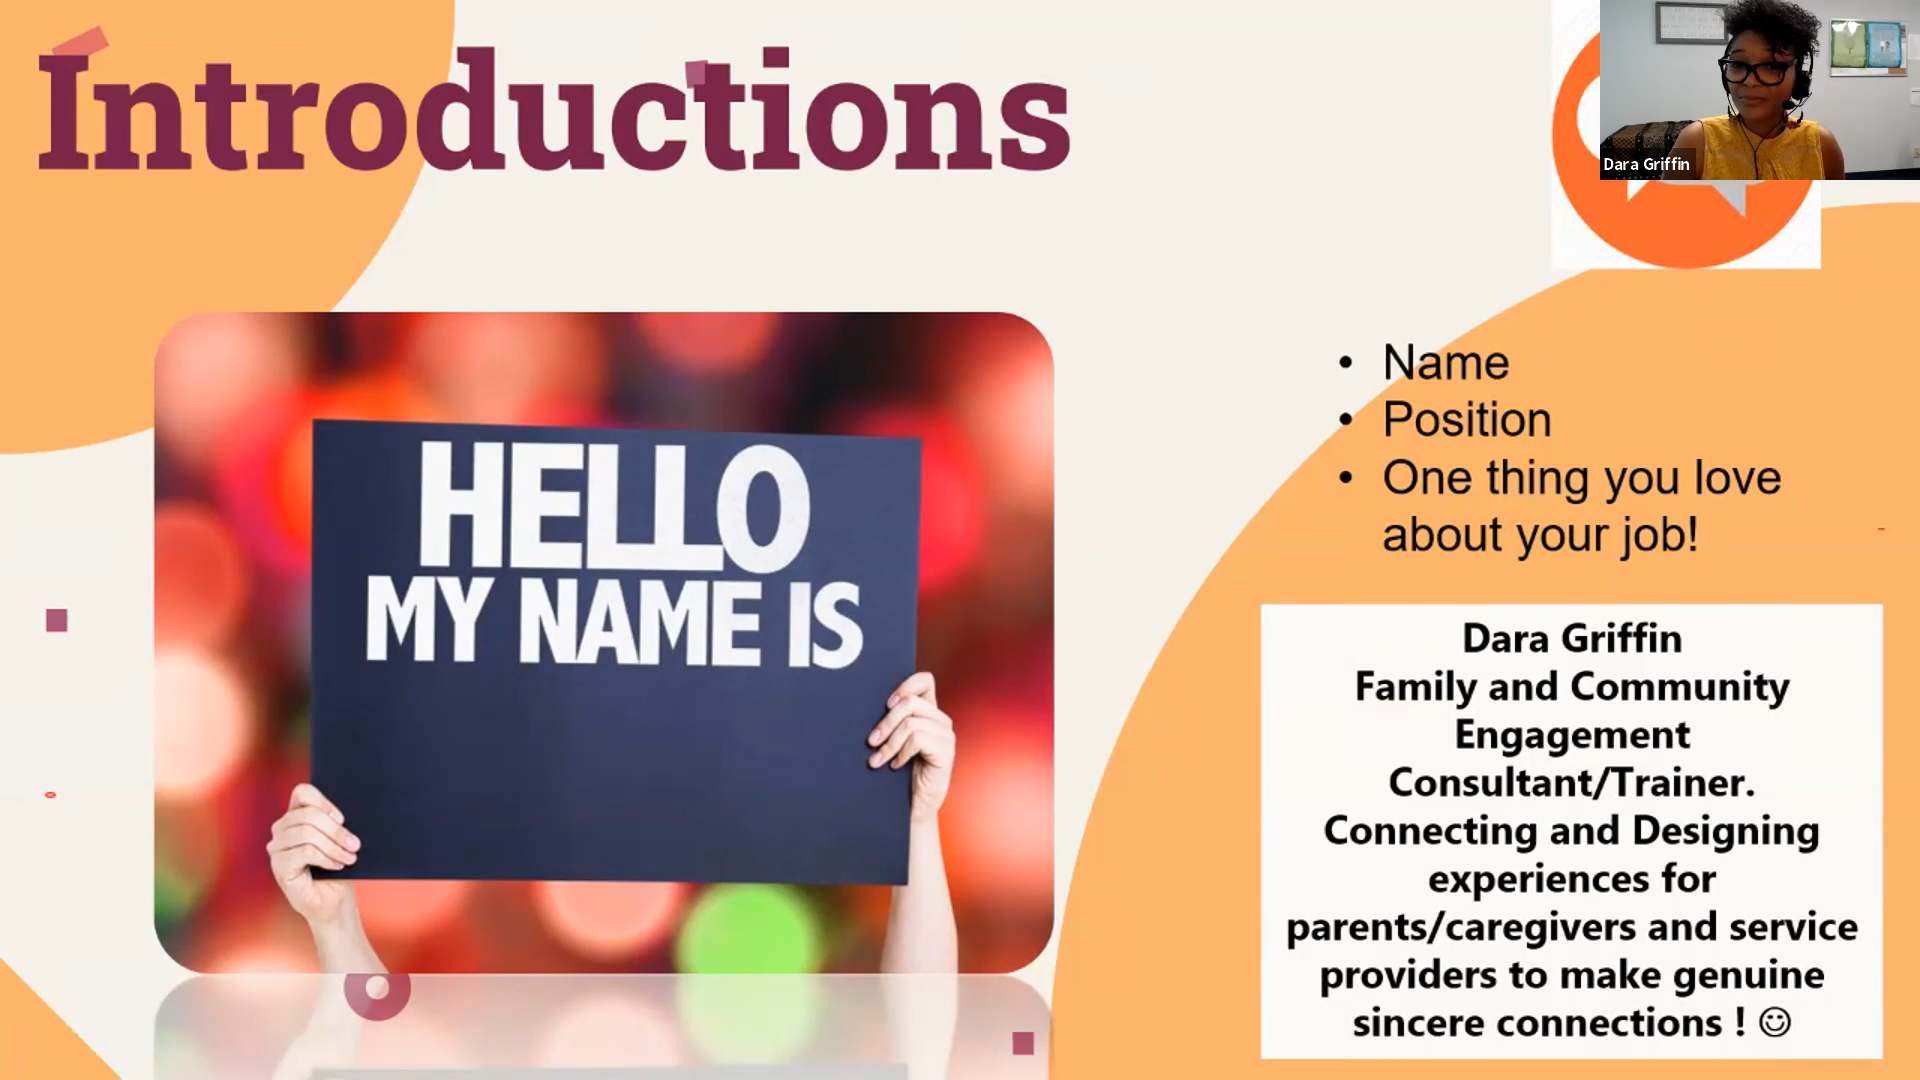 Introductions
Dara Griffin
HELLO
MY NAME IS
• Name
• Position
• One thing you love
about your job!
Dara Griffin
Family and Community
Engagement
Consultant/Trainer.
Connecting and Designing
experiences for
parents/caregivers and service
providers to make genuine
sincere connections ! ☺